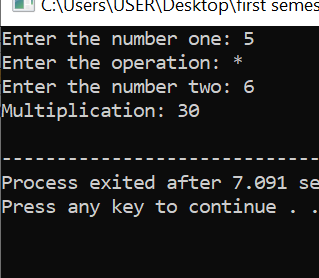 C:\Users\USER\Desktop\first semes
Enter the number one: 5
Enter the operation: *
Enter the number two: 6
Multiplication: 30
-----------------------------
Process exited after 7.091 se
Press any key to continue . .